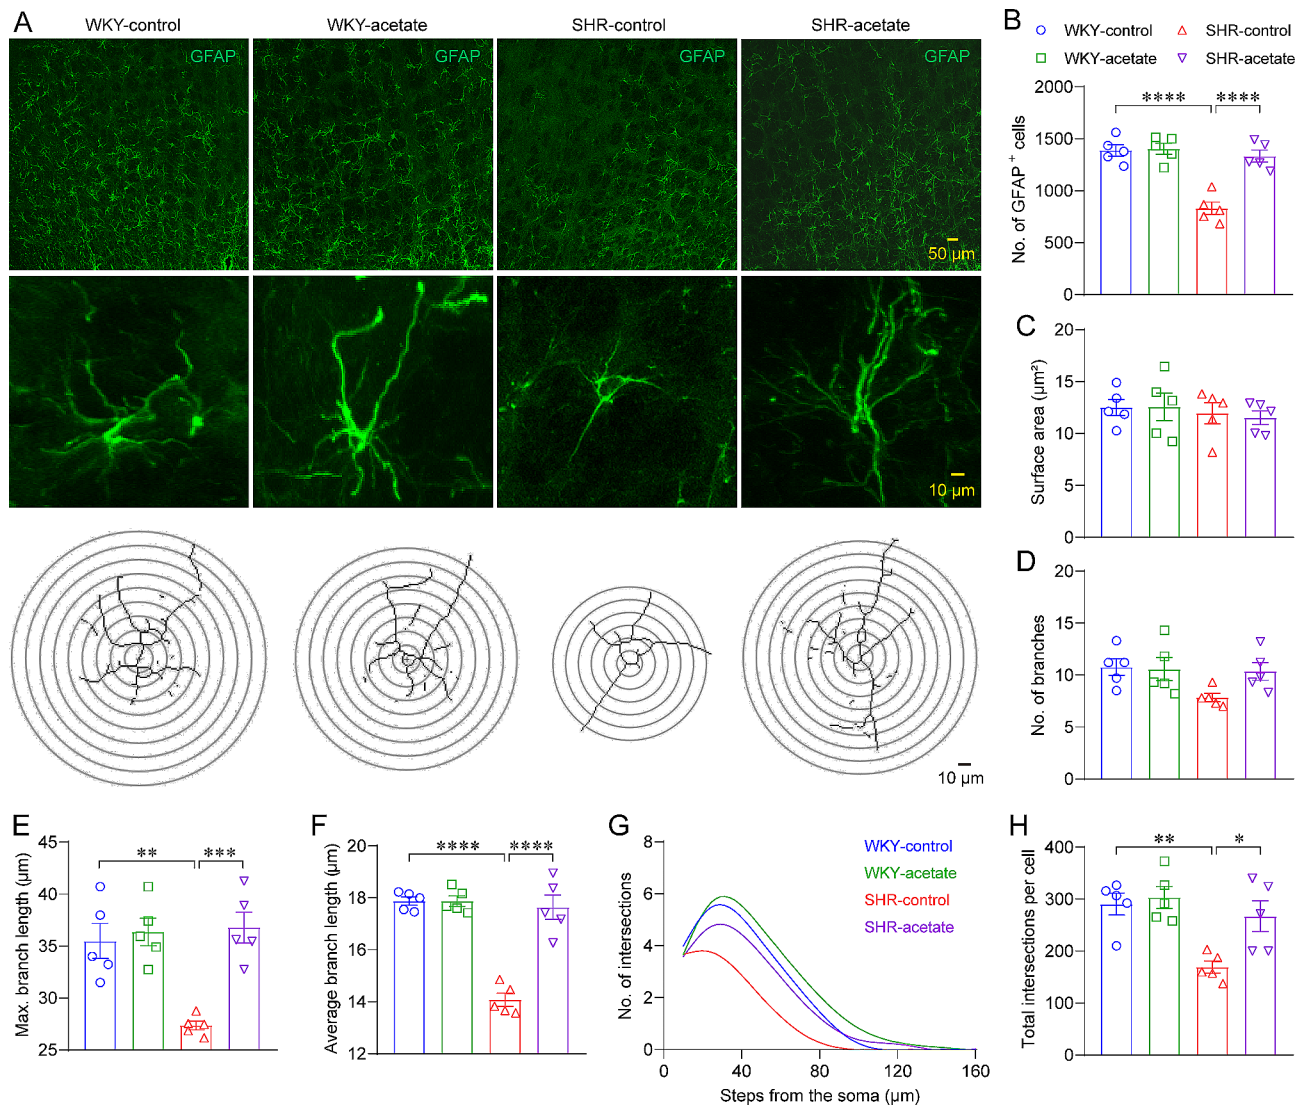 A
WKY-control
WKY-acetate
SHR-control
SHR-acetate
GFAP
GFAP
GFAP
GFAP
50 µm
10 µm
10 µm
B
WKY-control
SHR-control
WKY-acetate
SHR-acetate
No. of GFAP+ cells
2000
1500
1000
500
0
****
****
C
Surface area (µm²)
20
15
10
5
0
D
No. of branches
20
15
10
5
0
E
Max. branch length (µm)
45
40
35
30
25
**
***
F
Average branch length (µm)
20
18
16
14
12
****
****
G
No. of intersections
8
6
4
2
0
WKY-control
WKY-acetate
SHR-control
SHR-acetate
0
40
80
120
160
Steps from the soma (µm)
H
Total intersections per cell
400
300
200
100
0
**
*